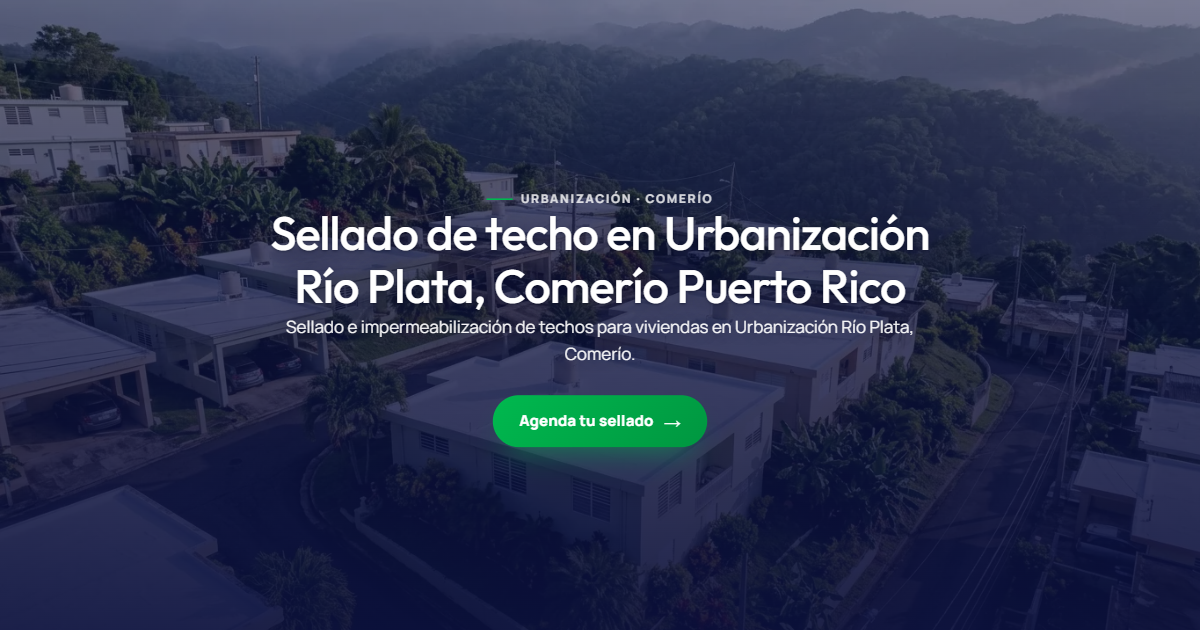 URBANIZACIÓN · COMERÍO
Sellado de techo en Urbanización
Río Plata, Comerío Puerto Rico
Sellado e impermeabilización de techos para viviendas en Urbanización Río Plata,
Comerío.
Agenda tu sellado →